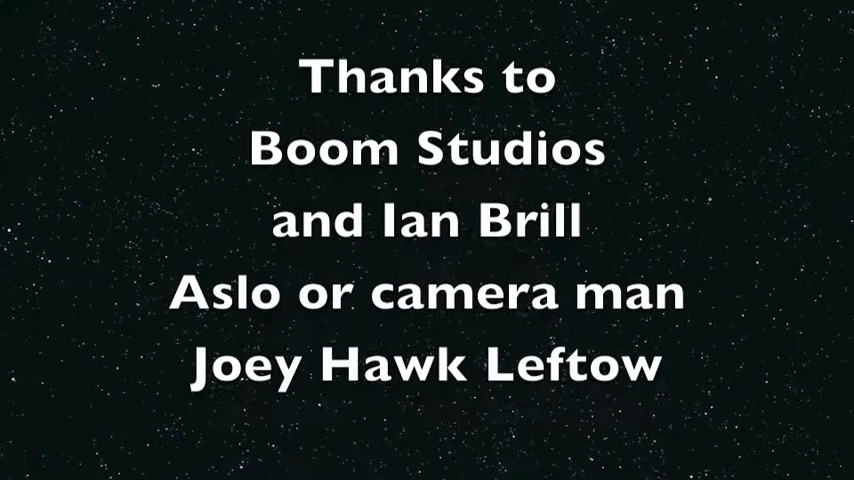 Thanks to
Boom Studios
and Ian Brill
Aslo or camera man
Joey Hawk Leftow